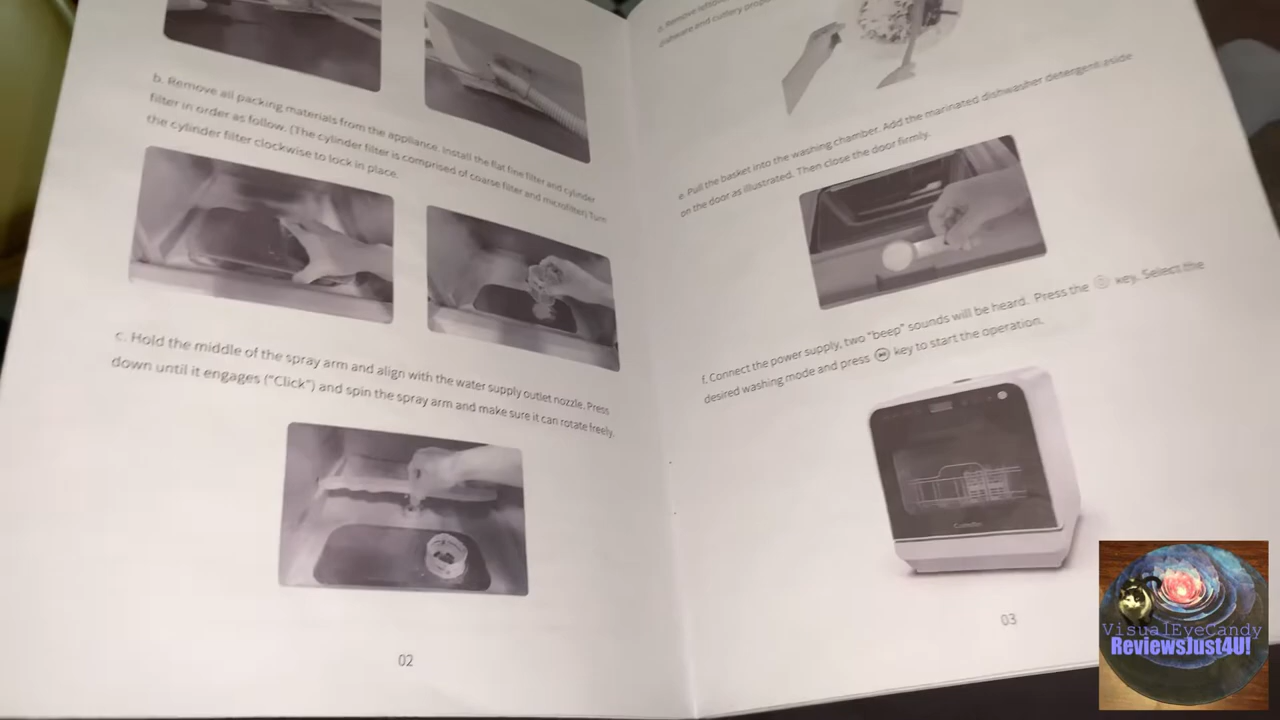 b. Remove all packing materials from the appliance. Install the flat fine filter and cylinder
filter in order as follow. (The cylinder filter is comprised of coarse filter and microfilter) Turn
the cylinder filter clockwise to lock in place.
c. Hold the middle of the spray arm and align with the water supply outlet nozzle. Press
down until it engages ("Click") and spin the spray arm and make sure it can rotate freely.
02
Remove
dishware and cutlery
e. Pull the basket into the washing chamber. Add the marinated dishwasher detergent aside
on the door as illustrated. Then close the door firmly.
f. Connect the power supply, two "beep" sounds will be heard. Press the key. Select the
desired washing mode and press key to start the operation.
03
VisualEyeCandy
ReviewsJust4U!